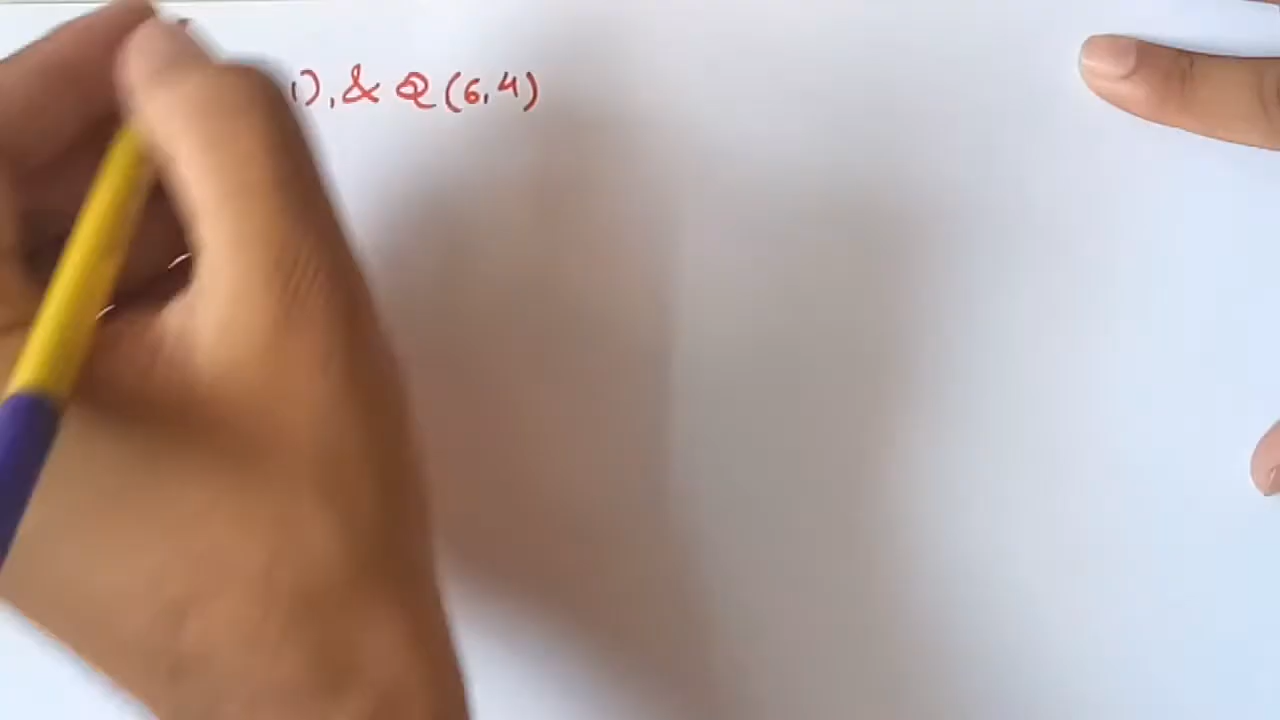 1), & Q (6,4)